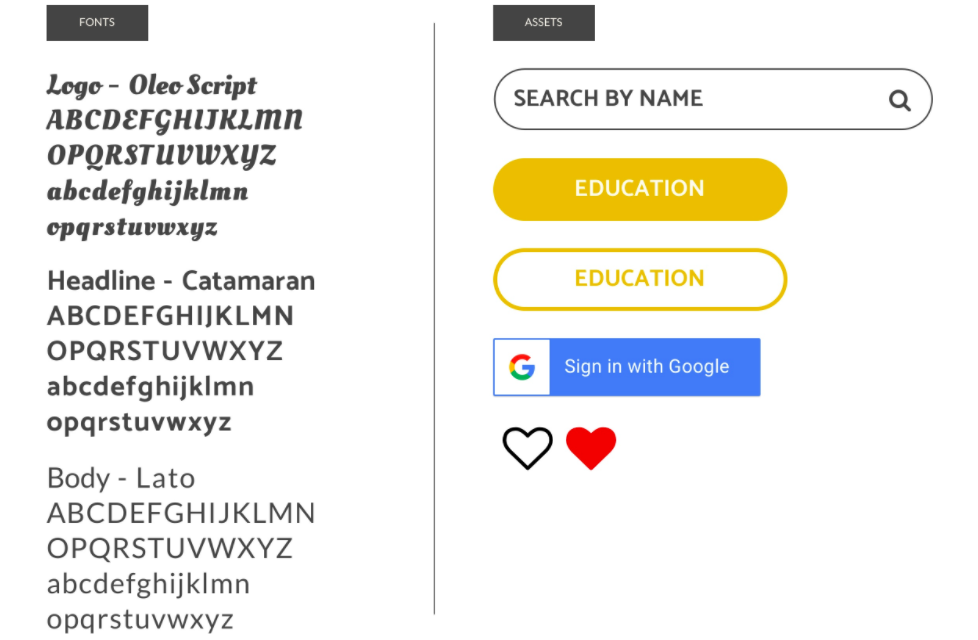 FONTS
Logo - Oleo Script
ABCDEFGHIJKLMN
OPQRSTUVWXYZ
abcdefghijklmn
opqrstuvwxyz
Headline - Catamaran
ABCDEFGHIJKLMN
OPQRSTUVWXYZ
abcdefghijklmn
opqrstuvwxyz
Body - Lato
ABCDEFGHIJKLMN
OPQRSTUVWXYZ
abcdefghijklmn
opqrstuvwxyz
ASSETS
SEARCH BY NAME
EDUCATION
EDUCATION
G
Sign in with Google